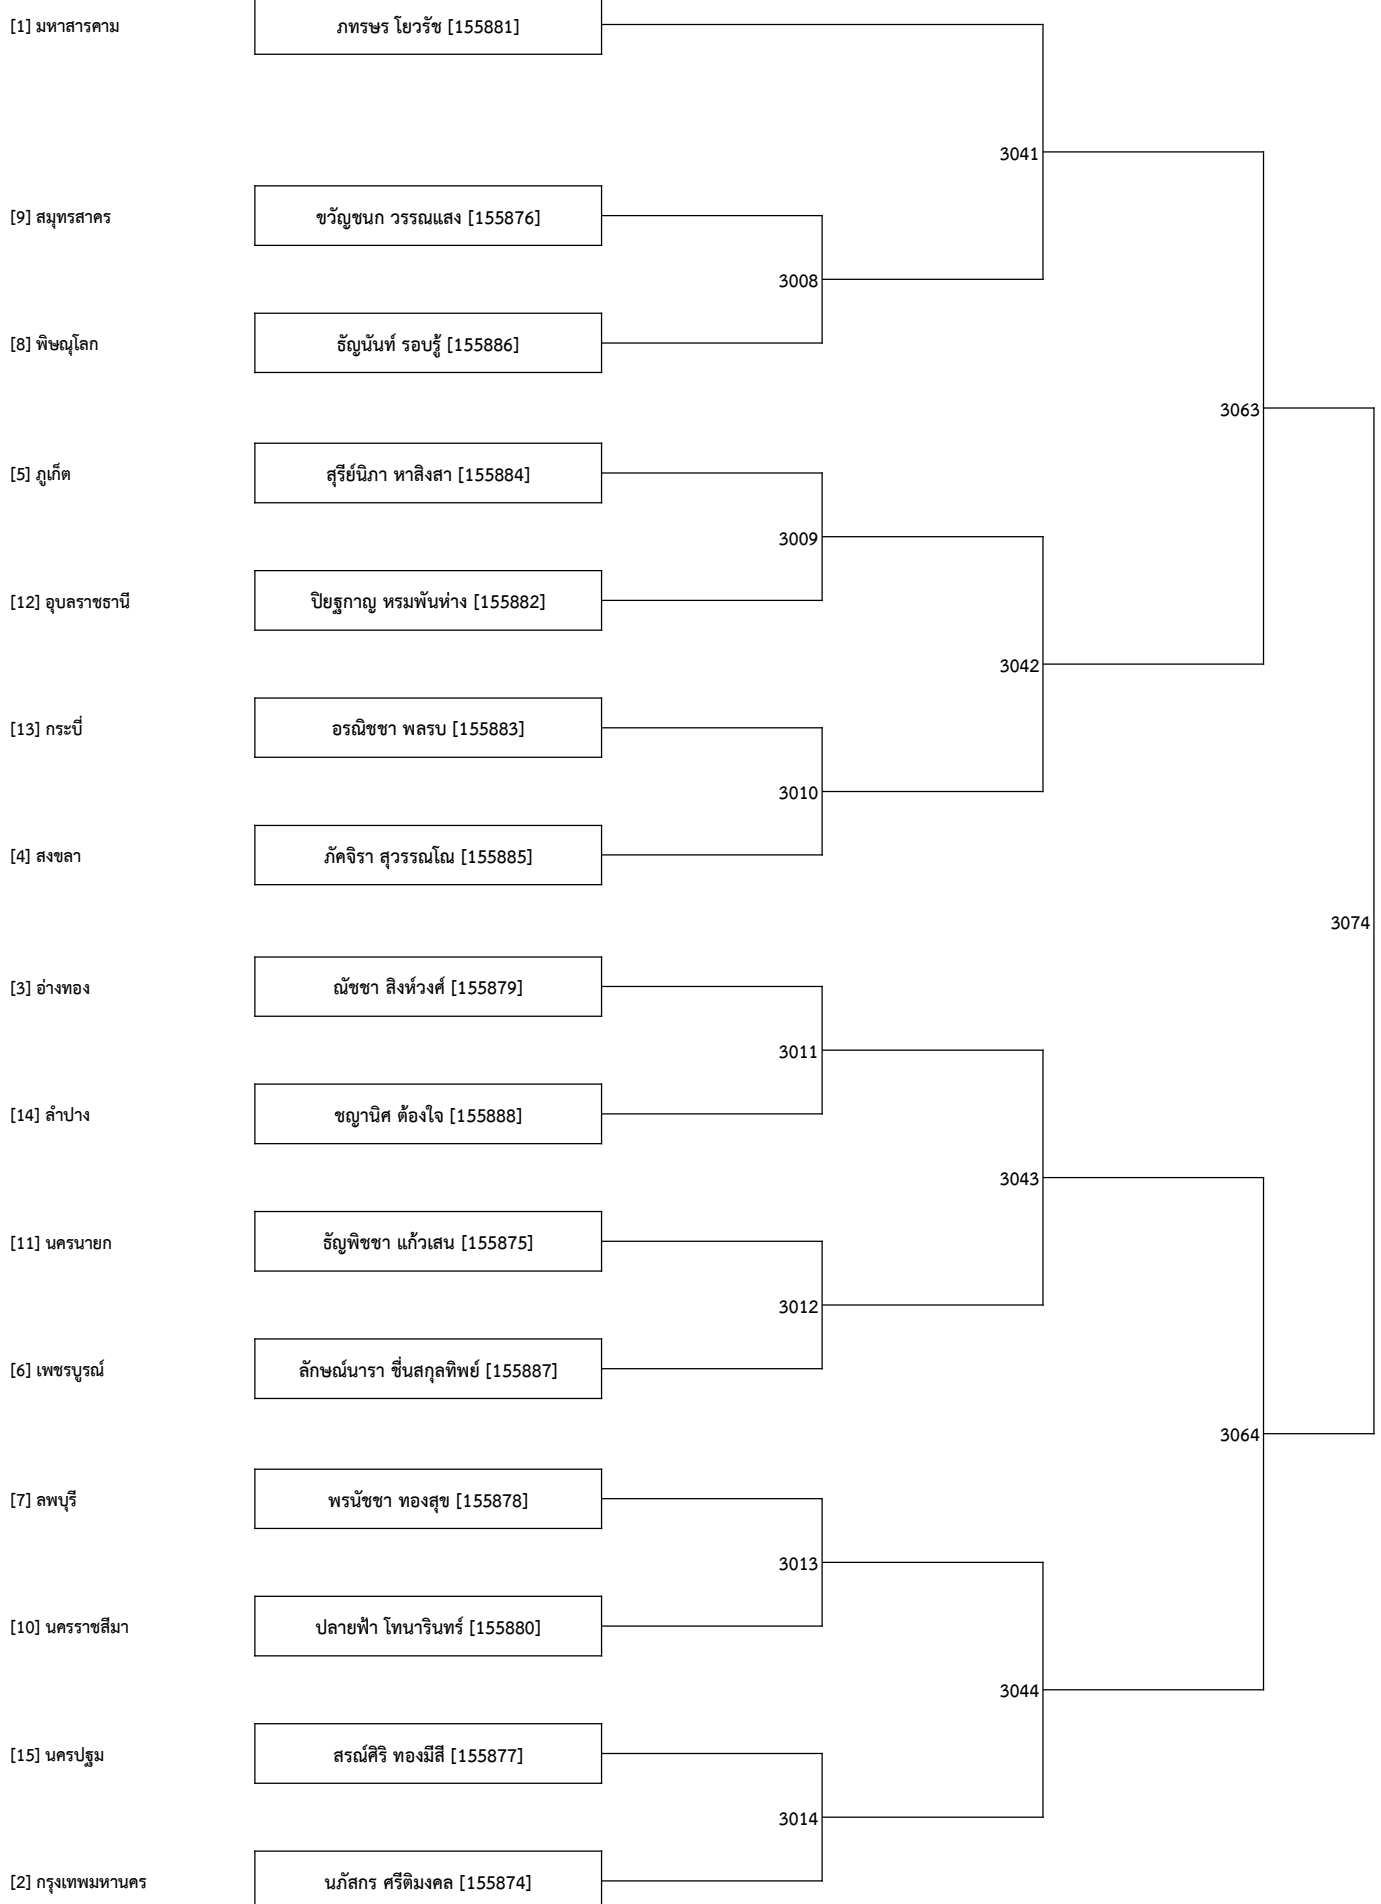 [1] มหาสารคาม ภทรษร โยวรัช [155881]
3041
[9] สมุทรสาคร ขวัญชนก วรรณแสง [155876]
3008
[8] พิษณุโลก ธัญนันท์ รอบรู้ [155886]
3063
[5] ภูเก็ต สุรีย์นิภา หาสิงสา [155884]
3009
[12] อุบลราชธานี ปิยฐกาญ หรมพันห่าง [155882]
3042
[13] กระบี่ อรณิชชา พลรบ [155883]
3010
[4] สงขลา ภัคจิรา สุวรรณโณ [155885]
3074
[3] อ่างทอง ณัชชา สิงห์วงศ์ [155879]
3011
[14] ลำปาง ชญานิศ ต้องใจ [155888]
3043
[11] นครนายก ธัญพิชชา แก้วเสน [155875]
3012
[6] เพชรบูรณ์ ลักษณ์นารา ชื่นสกุลทิพย์ [155887]
3064
[7] ลพบุรี พรนัชชา ทองสุข [155878]
3013
[10] นครราชสีมา ปลายฟ้า โทนารินทร์ [155880]
3044
[15] นครปฐม สรณ์ศิริ ทองมีสี [155877]
3014
[2] กรุงเทพมหานคร นภัสกร ศรีติมงคล [155874]